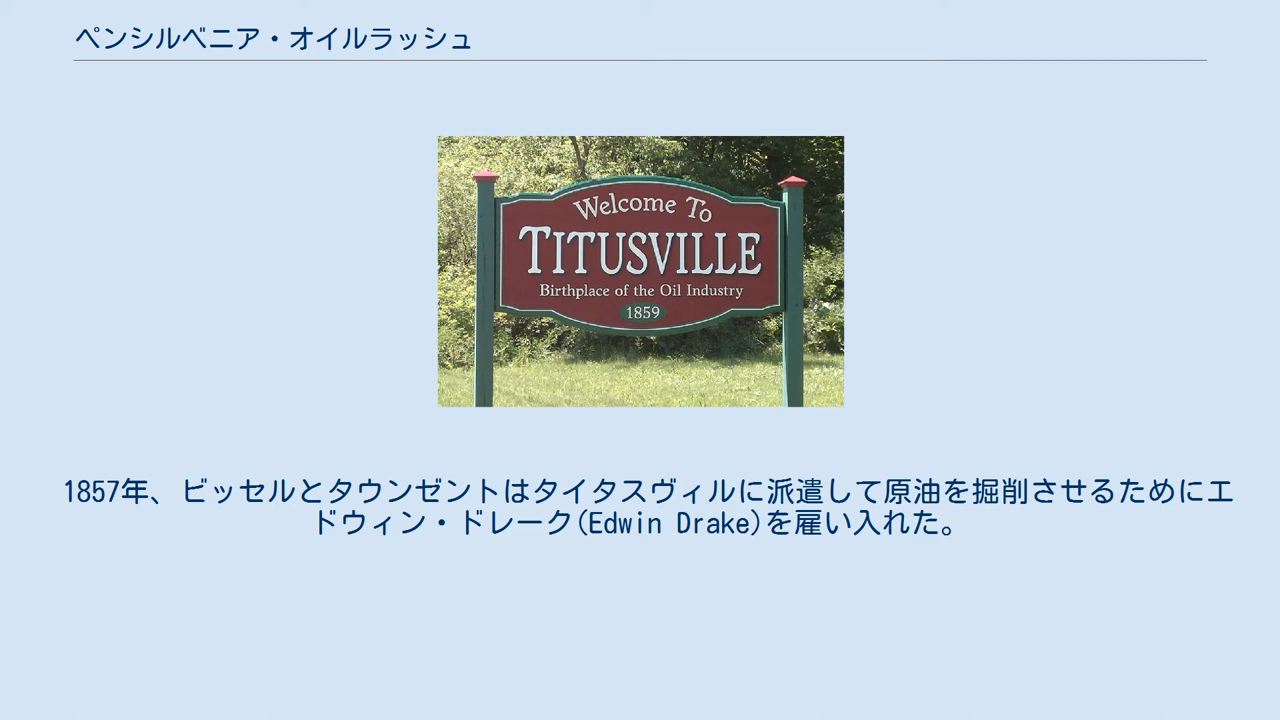 ペンシルベニア・オイルラッシュ
Welcome To
TITUSVILLE
Birthplace of the Oil Industry
1859
1857年、ビッセルとタウンゼントはタイタスヴィルに派遣して原油を掘削させるためにエ
ドウィン・ドレーク(Edwin Drake)を雇い入れた。